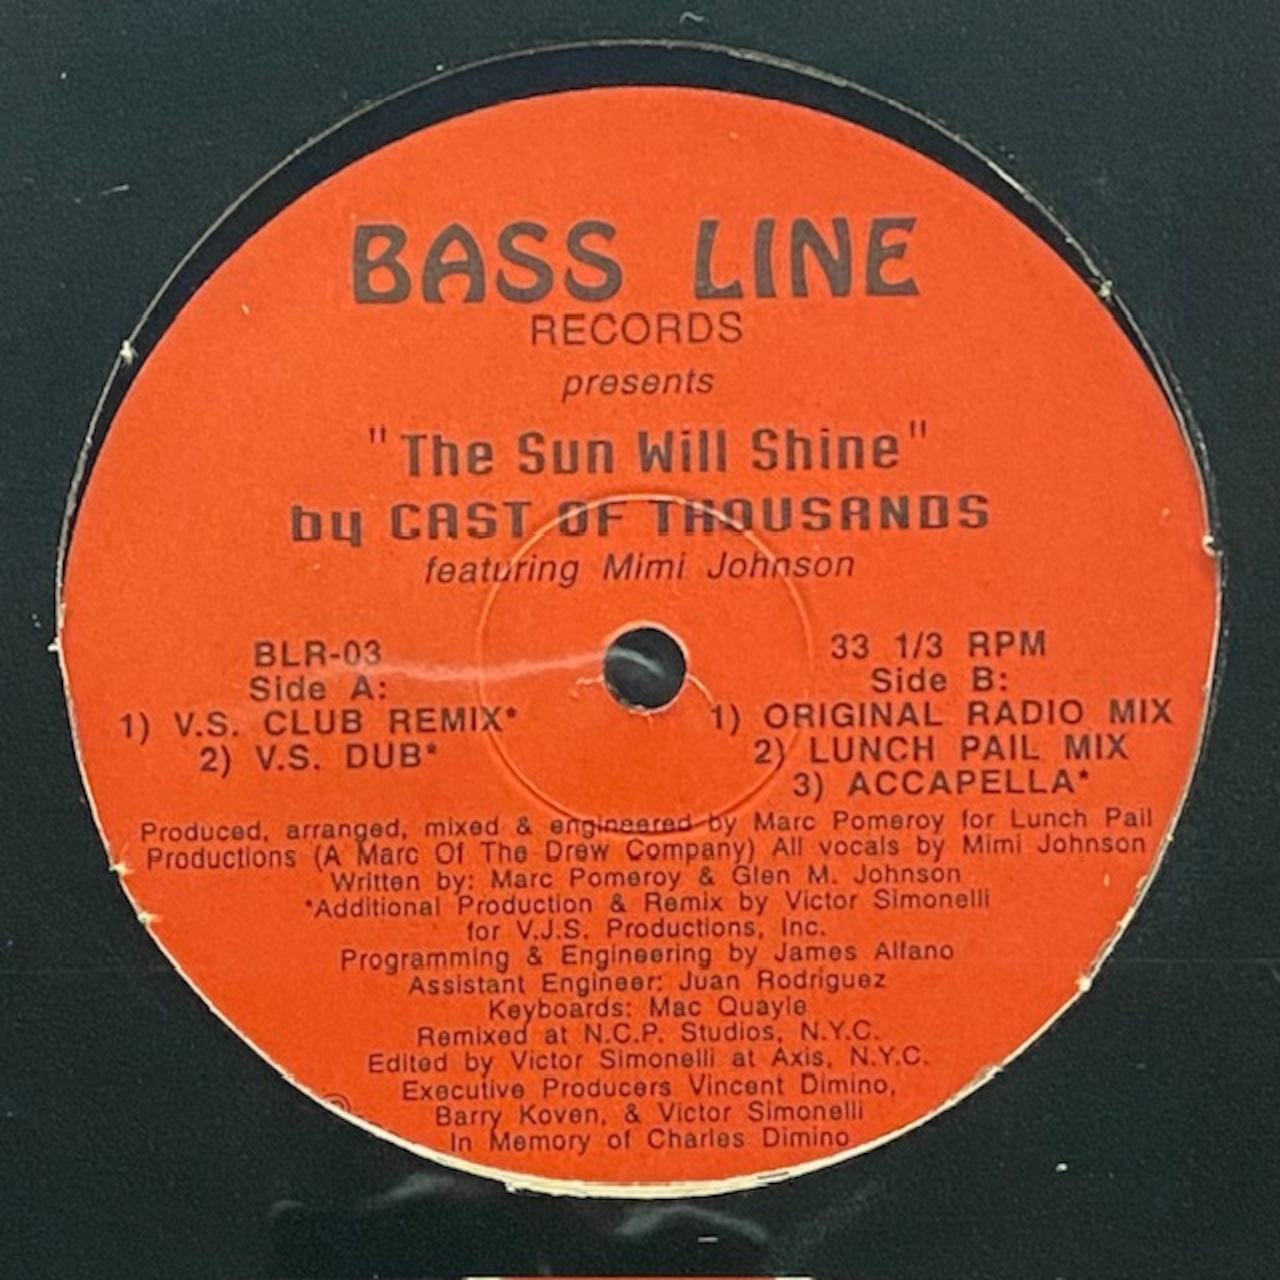 BASS LINE
RECORDS
presents
"The Sun Will Shine"
by CAST OF THOUSANDS
featuring Mimi Johnson
BLR-03
Side A:
1) V.S. CLUB REMIX*
2) V.S. DUB*
33 1/3 RPM
Side B:
1) ORIGINAL RADIO MIX
2) LUNCH PAIL MIX
3) ACCAPELLA*
Produced, arranged, mixed & engineered by Marc Pomeroy for Lunch Pail
Productions (A Marc Of The Drew Company) All vocals by Mimi Johnson
Written by: Marc Pomeroy & Glen M. Johnson
*Additional Production & Remix by Victor Simonelli
for V.J.S. Productions, Inc.
Programming & Engineering by James Alfano
Assistant Engineer: Juan Rodriguez
Keyboards: Mac Quayle
Remixed at N.C.P. Studios, N.Y.C.
Edited by Victor Simonelli at Axis, N.Y.C.
Executive Producers Vincent Dimino,
Barry Koven, & Victor Simonelli
In Memory of Charles Dimino